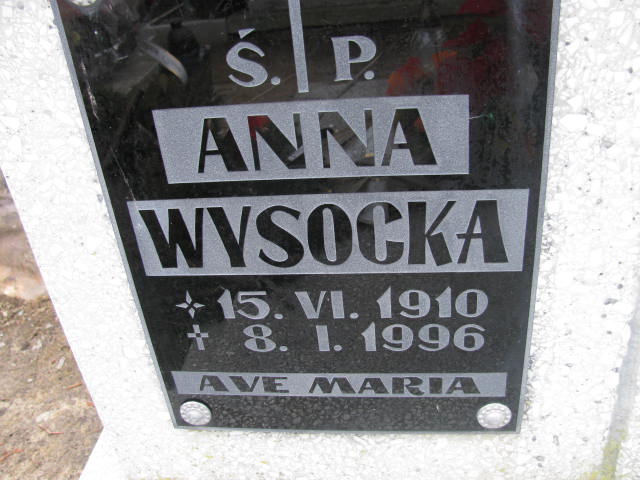 Ś. P.
ANNA
WYSOCKA
15. VI. 1910
8. I. 1996
AVE MARIA